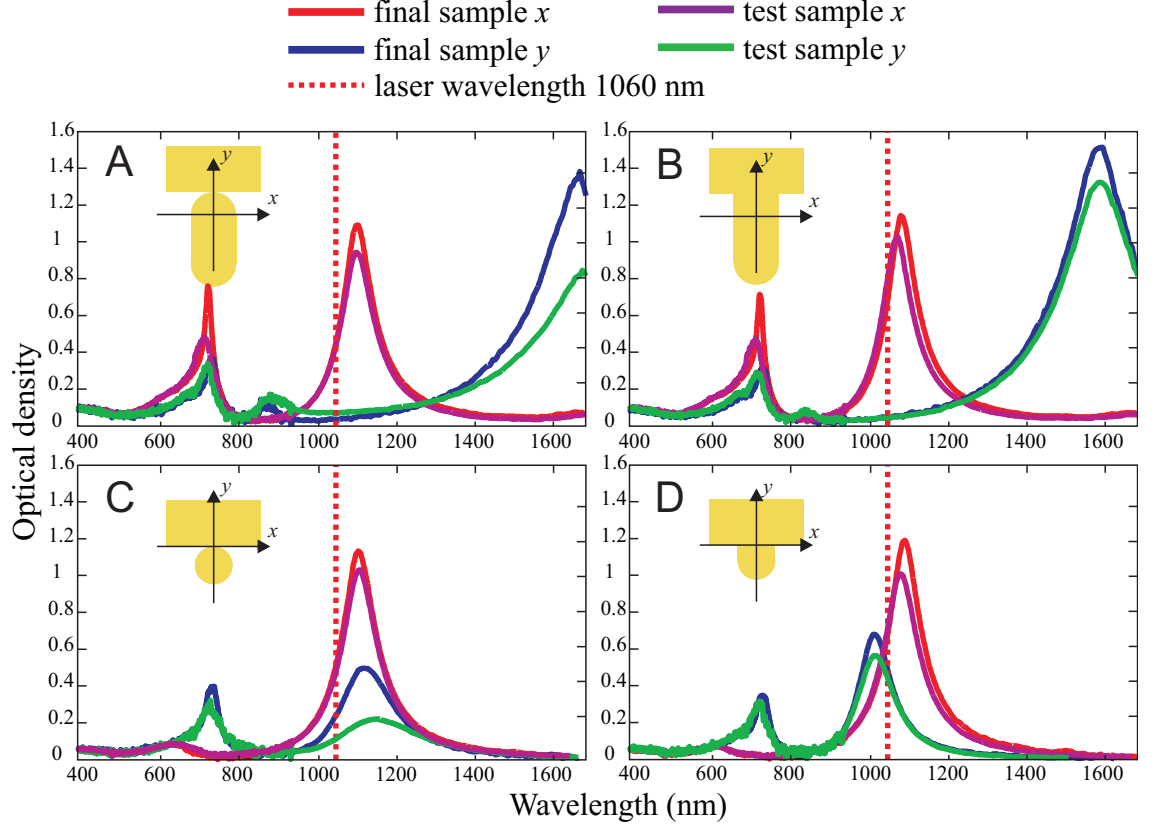 final sample x test sample x
final sample y test sample y
laser wavelength 1060 nm
A y x
B y x
1.6 1.6
1.4 1.4
1.2 1.2
1 1
0.8 0.8
0.6 0.6
0.4 0.4
0.2 0.2
0 0
400 600 800 1000 1200 1400 1600 400 600 800 1000 1200 1400 1600
C y x
D y x
1.6 1.6
1.4 1.4
1.2 1.2
1 1
0.8 0.8
0.6 0.6
0.4 0.4
0.2 0.2
0 0
400 600 800 1000 1200 1400 1600 400 600 800 1000 1200 1400 1600
Optical density
Wavelength (nm)